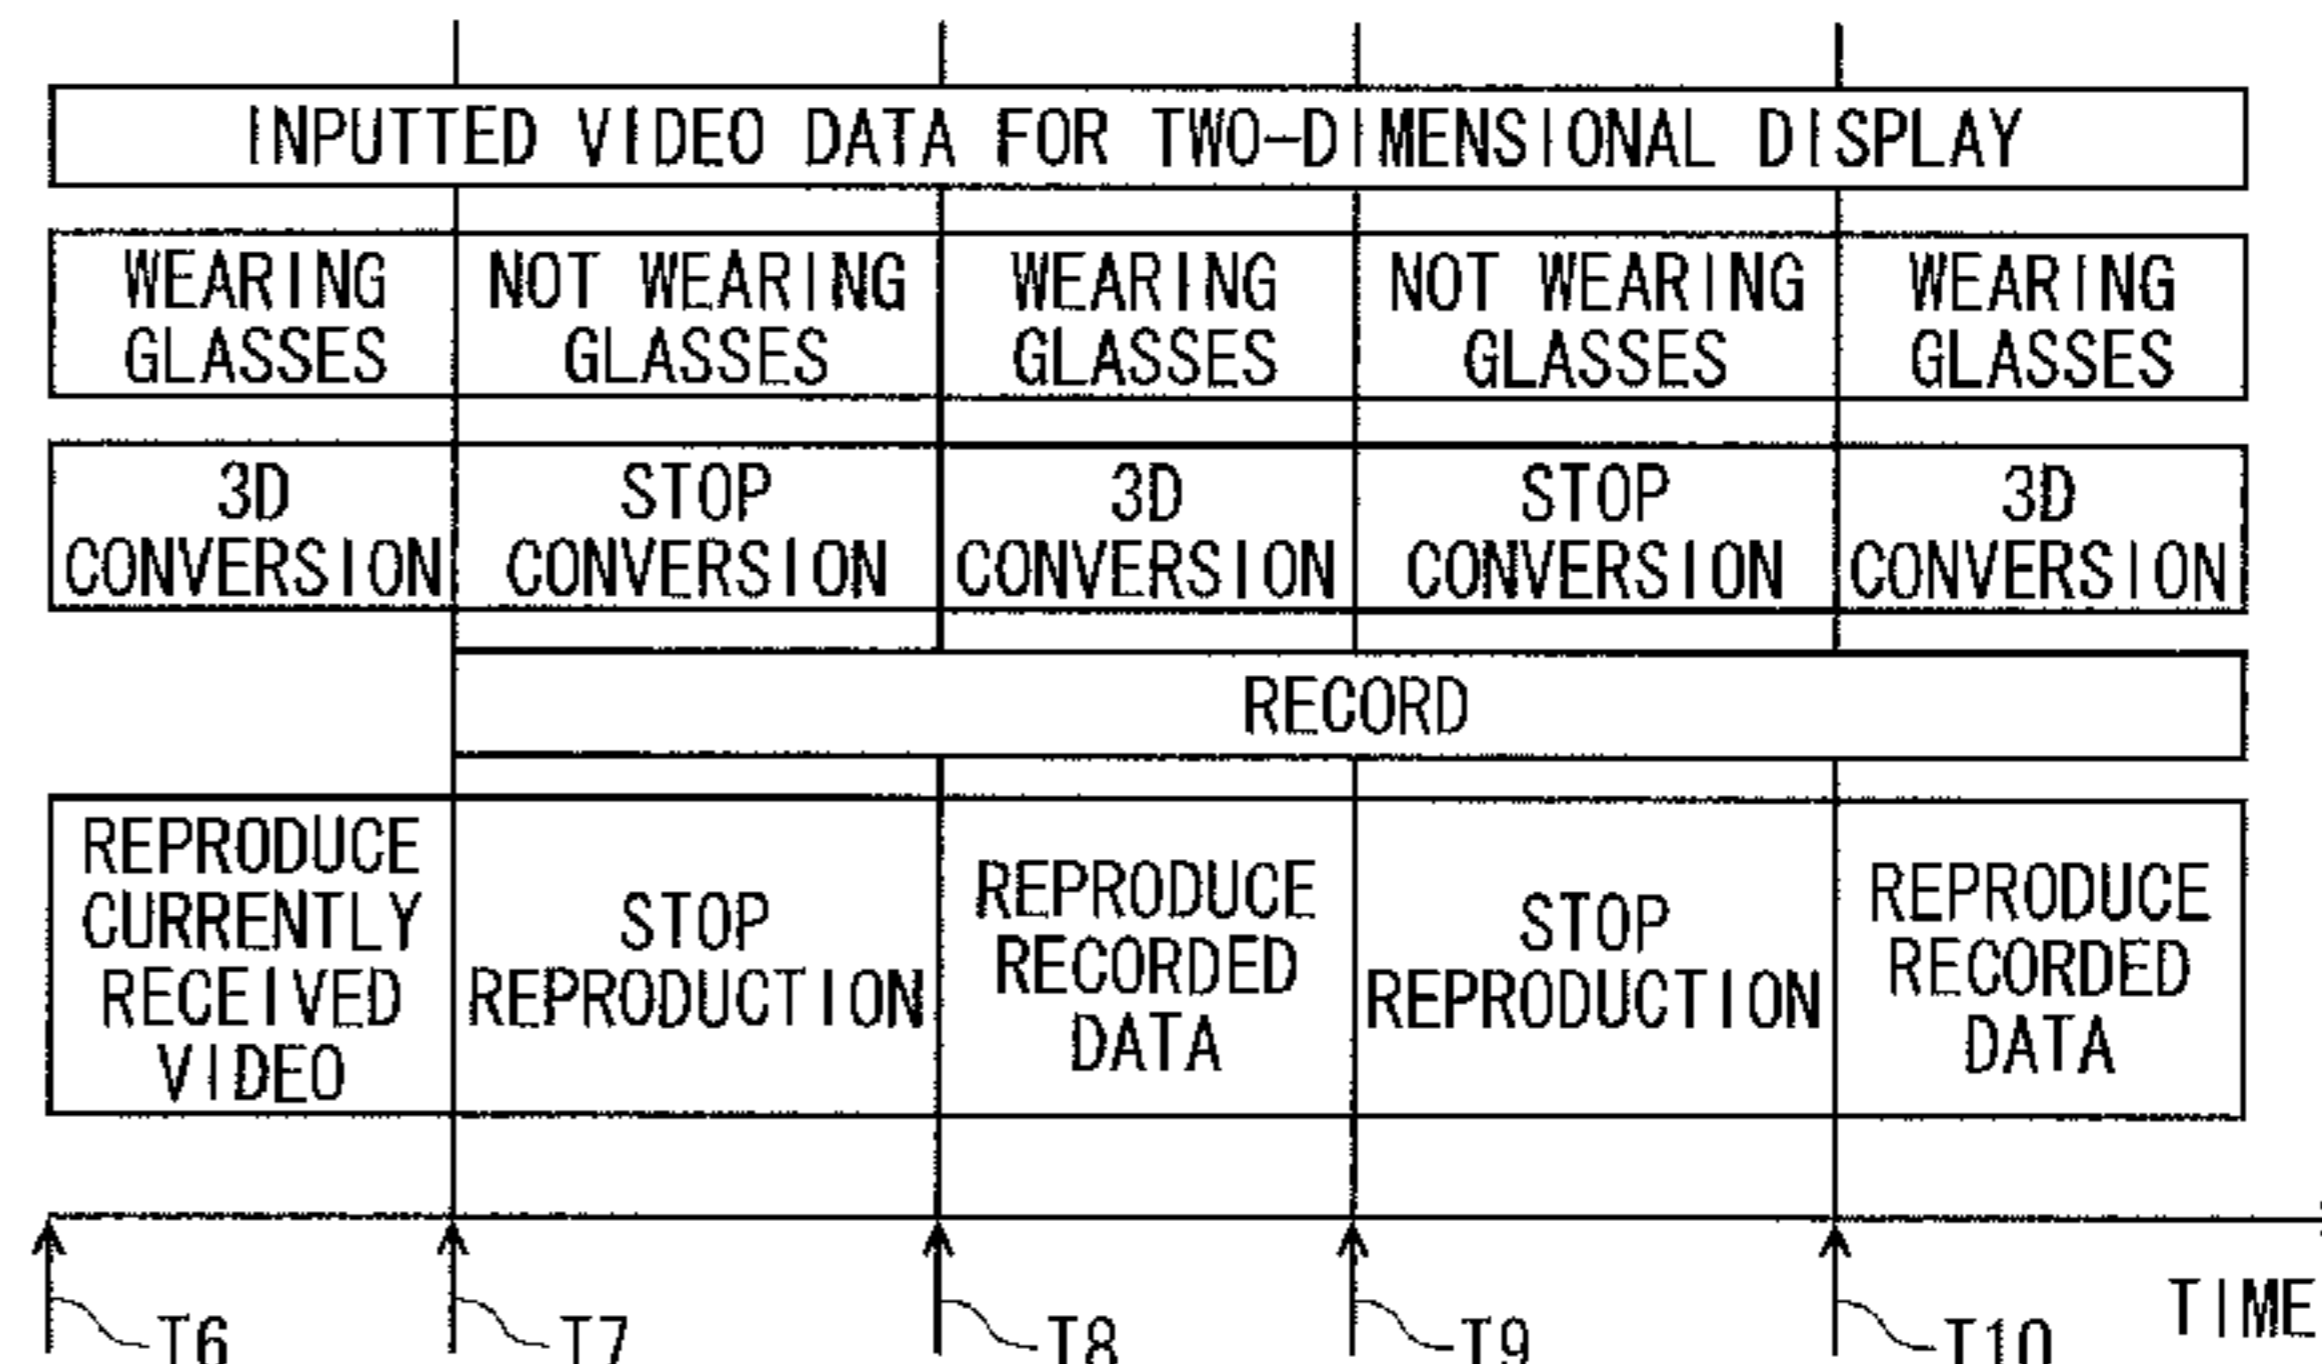 INPUTTED VIDEO DATA FOR TWO-DIMENSIONAL DISPLAY
WEARING
GLASSES
NOT WEARING
GLASSES
WEARING
GLASSES
NOT WEARING
GLASSES
WEARING
GLASSES
3D
CONVERSION
STOP
CONVERSION
3D
CONVERSION
STOP
CONVERSION
3D
CONVERSION
RECORD
REPRODUCE
CURRENTLY
RECEIVED
VIDEO
STOP
REPRODUCTION
REPRODUCE
RECORDED
DATA
STOP
REPRODUCTION
REPRODUCE
RECORDED
DATA
T6
T7
T8
T9
T10
TIME